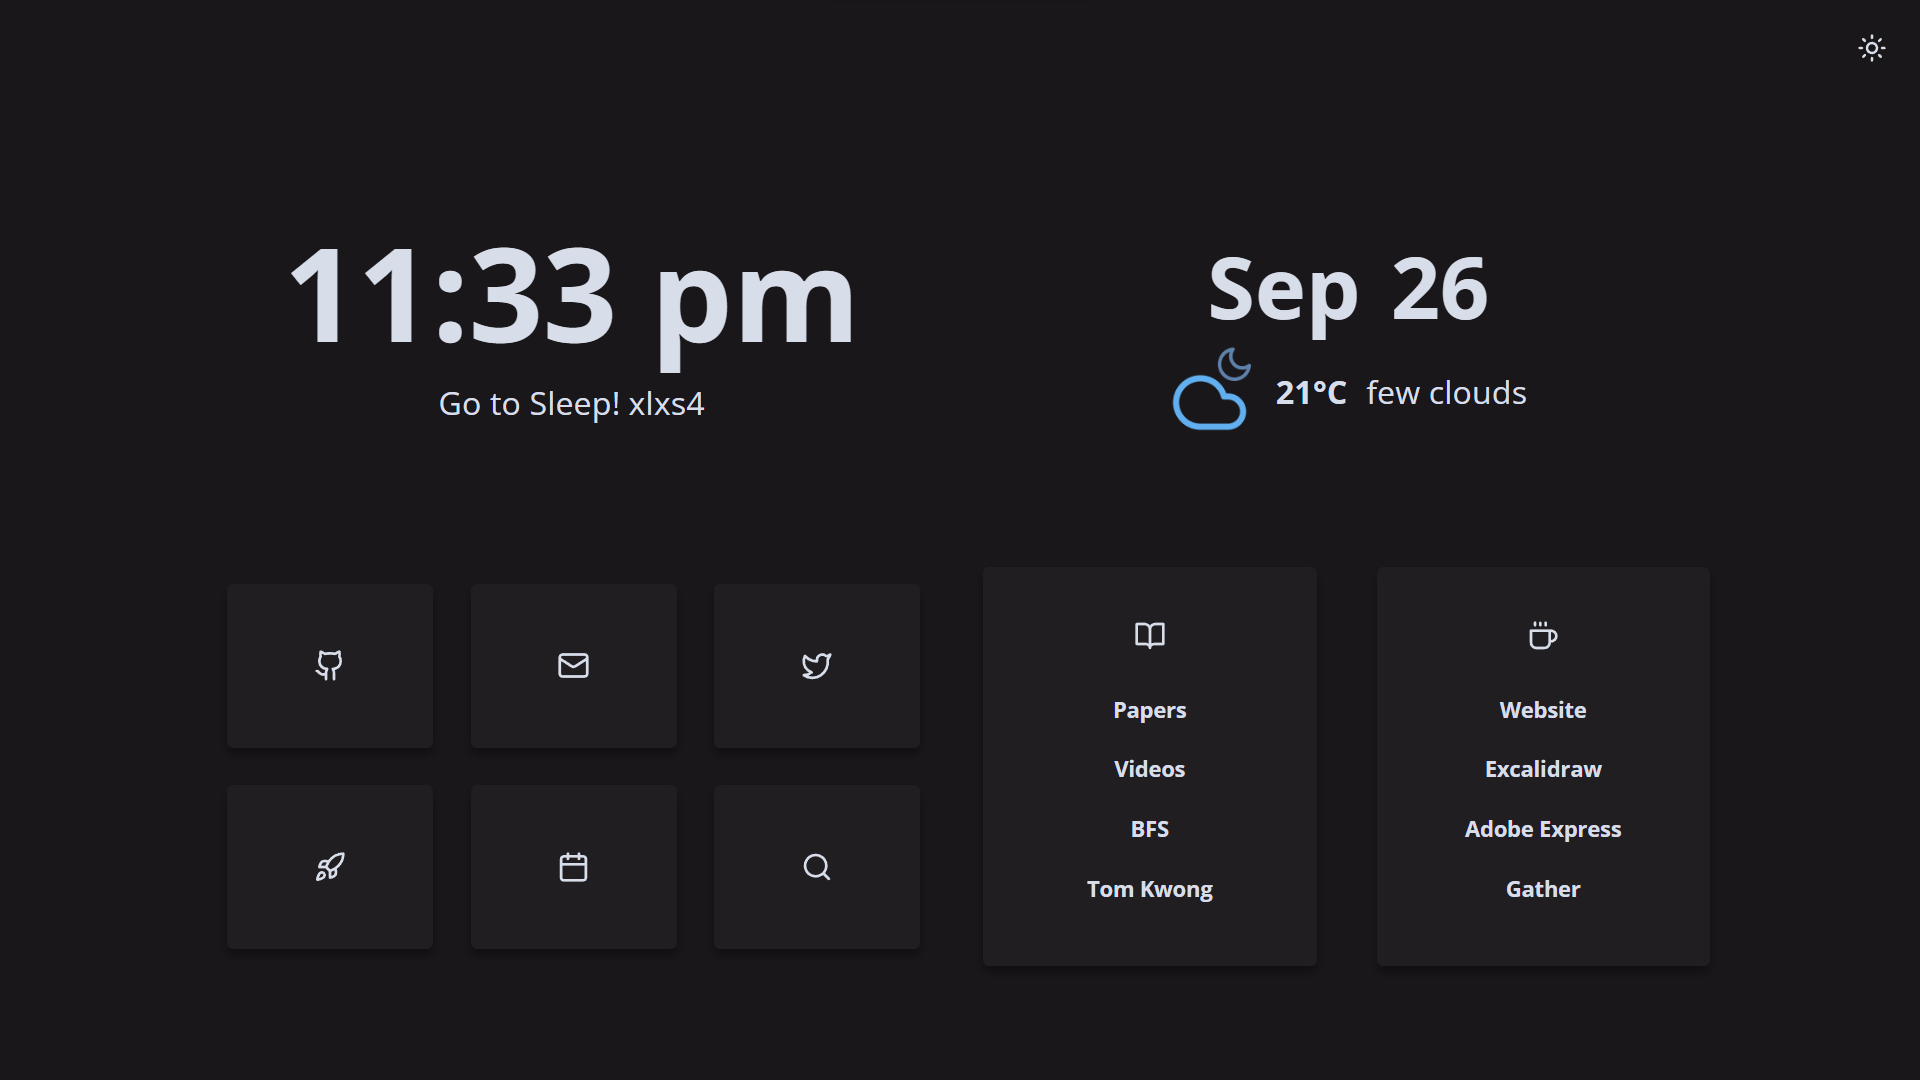 11:33 pm
Go to Sleep! xlxs4
Sep 26
21°C few clouds
Papers
Videos
BFS
Tom Kwong
Website
Excalidraw
Adobe Express
Gather